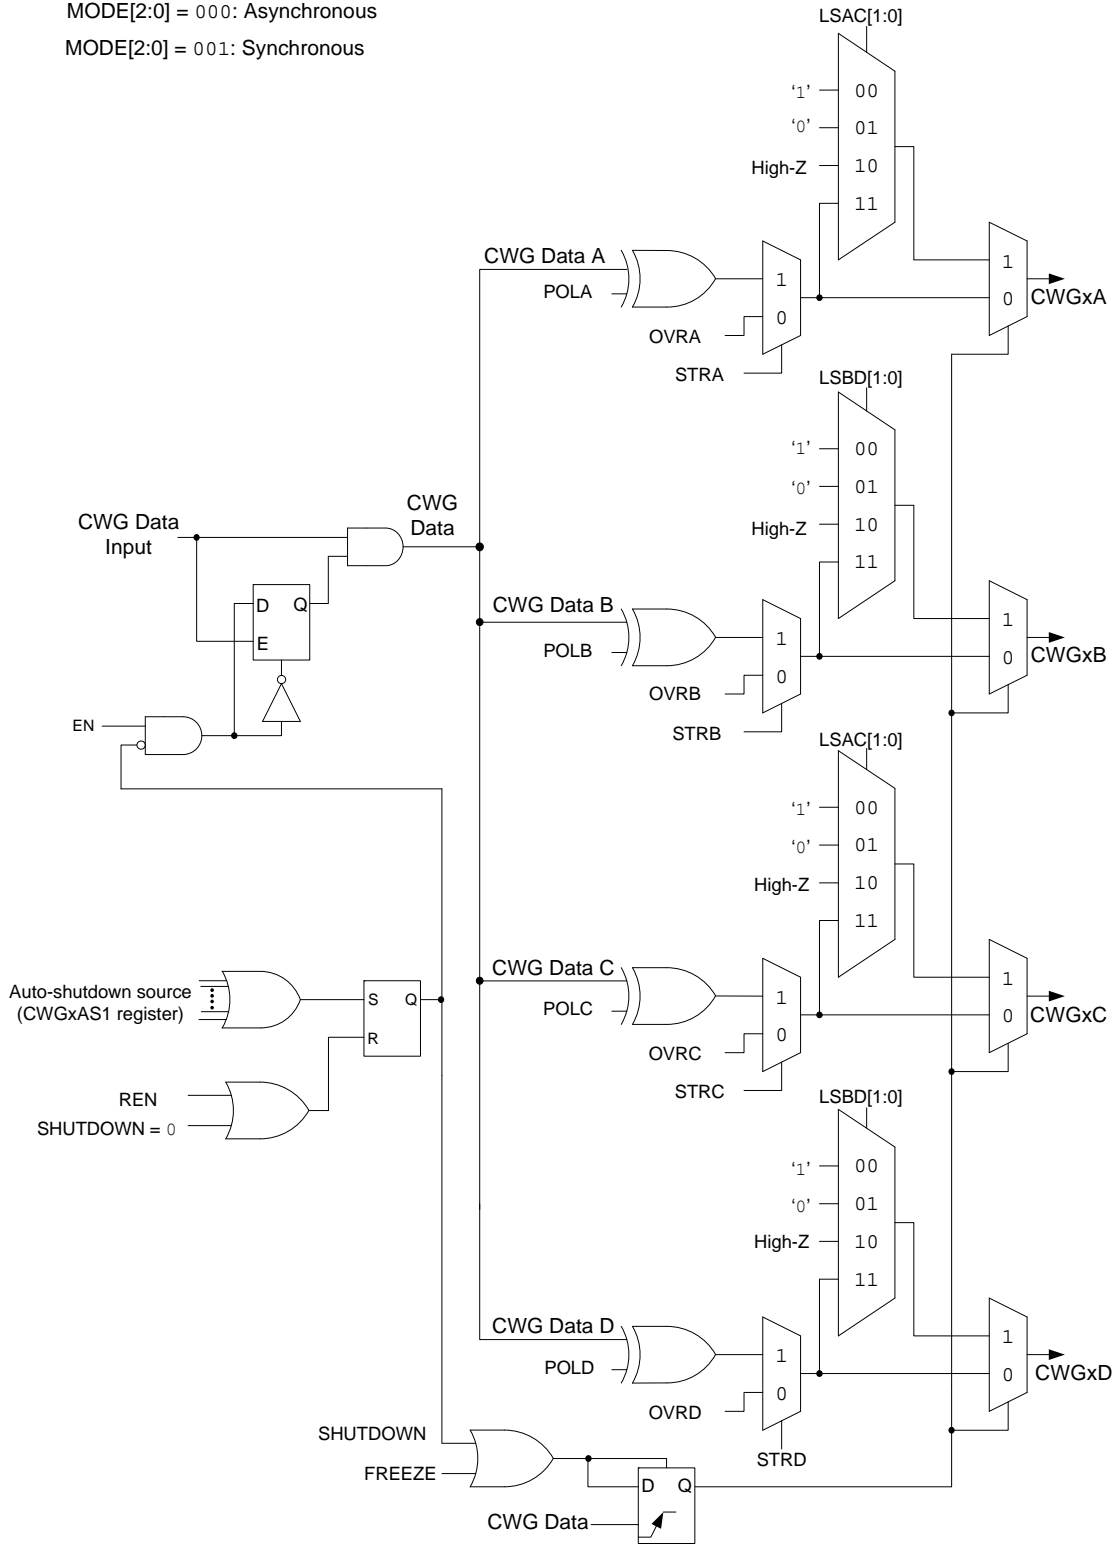 MODE[2:0] = 000: Asynchronous
MODE[2:0] = 001: Synchronous
LSAC[1:0]
‘1’ 00
‘0’ 01
High-Z 10
11
CWG Data A
POLA
OVRA
STRA
1
0
1
0
CWGxA
LSBD[1:0]
‘1’ 00
‘0’ 01
High-Z 10
11
CWG Data
Input
CWG
Data
D Q
E
EN
CWG Data B
POLB
OVRB
STRB
1
0
1
0
CWGxB
LSAC[1:0]
‘1’ 00
‘0’ 01
High-Z 10
11
CWG Data C
POLC
OVRC
STRC
1
0
1
0
CWGxC
Auto-shutdown source
(CWGxAS1 register)
S Q
R
REN
SHUTDOWN = 0
LSBD[1:0]
‘1’ 00
‘0’ 01
High-Z 10
11
CWG Data D
POLD
OVRD
STRD
1
0
1
0
CWGxD
SHUTDOWN
FREEZE
D Q
CWG Data